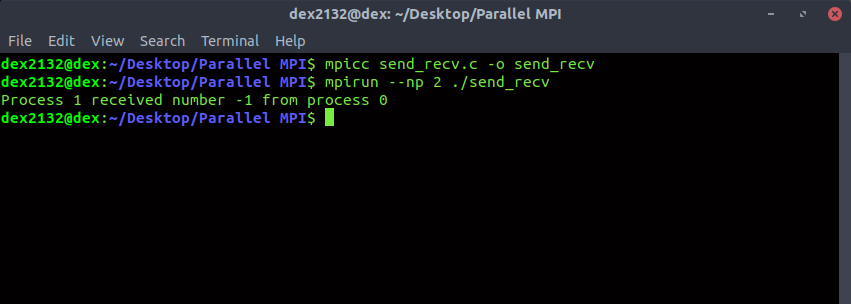 dex2132@dex: ~/Desktop/Parallel MPI
File Edit View Search Terminal Help
dex2132@dex:~/Desktop/Parallel MPI$ mpicc send_recv.c -o send_recv
dex2132@dex:~/Desktop/Parallel MPI$ mpirun --np 2 ./send_recv
Process 1 received number -1 from process 0
dex2132@dex:~/Desktop/Parallel MPI$